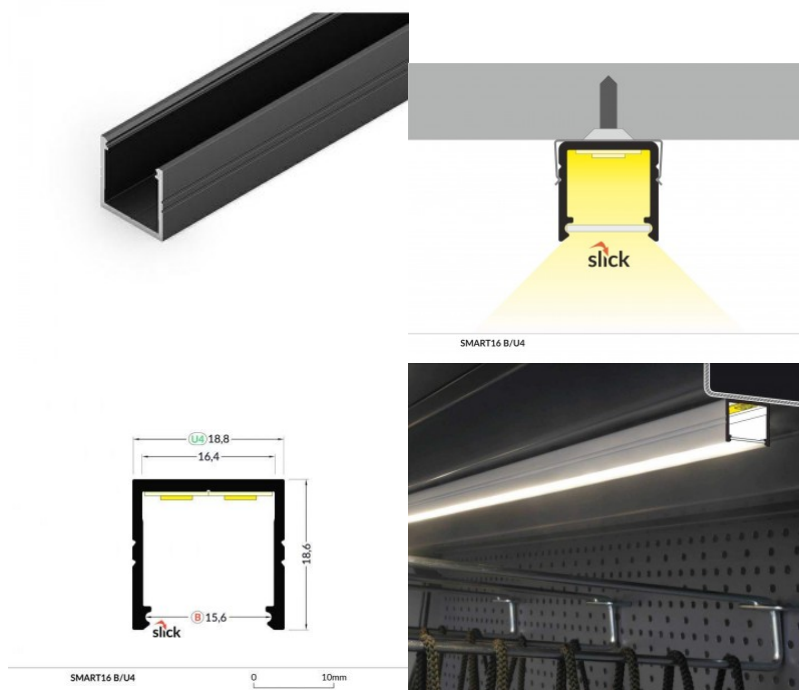 slick
SMART16 B/U4
U4 18,8
16,4
18,6
B 15,6
slick
SMART16 B/U4
0 10mm